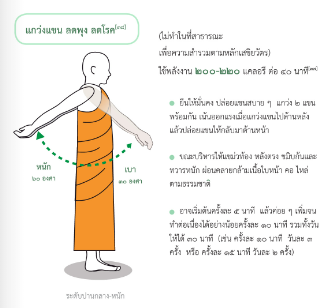 แกว่งแขน ลดพุง ลดโรค
(ไม่ทำในที่สาธารณะ
เพื่อความสำรวมตามหลักเสขิยวัตร)
ใช้พลังงาน ๒๐๐-๒๒๐ แคลอรี่ ต่อ ๔๐ นาที
หนัก
๖๐ องศา
เบา
๓๐ องศา
ระดับปานกลาง-หนัก
● ยืนให้มั่นคง ปล่อยแขนสบาย ๆ แกว่ง ๒ แขน
พร้อมกัน เน้นออกแรงเมื่อแกว่งแขนไปด้านหลัง
แล้วปล่อยแขนให้กลับมาด้านหน้า
● ขณะบริหารให้แขม่วท้อง หลังตรง ขมิบก้นและ
ทวารหนัก ผ่อนคลายกล้ามเนื้อใบหน้า คอ ไหล่
ตามธรรมชาติ
● อาจเริ่มต้นครั้งละ ๕ นาที แล้วค่อย ๆ เพิ่มจน
ทำต่อเนื่องได้อย่างน้อยครั้งละ ๑๐ นาที รวมทั้งวัน
ให้ได้ ๓๐ นาที (เช่น ครั้งละ ๑๐ นาที วันละ ๓
ครั้ง หรือ ครั้งละ ๑๕ นาที วันละ ๒ ครั้ง)